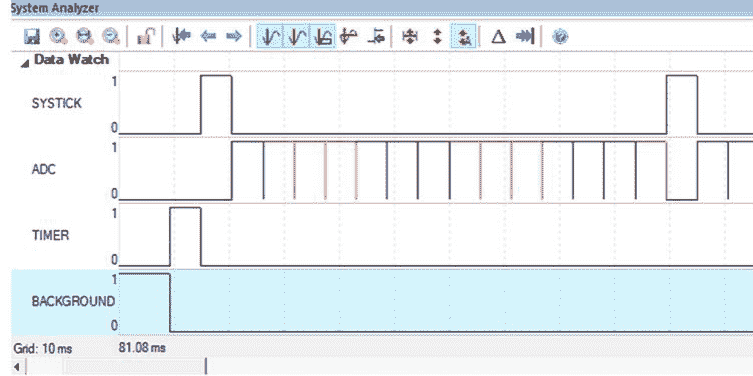 System Analyzer
Data Watch
1
SYSTICK
0
1
ADC
0
1
TIMER
0
1
BACKGROUND
0
Grid: 10 ms 81.08 ms